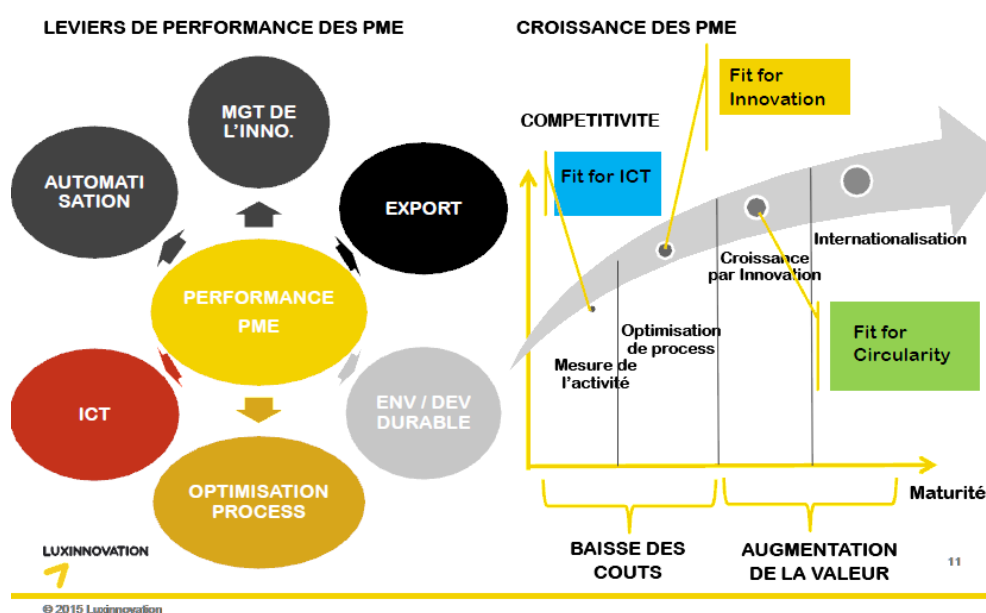 LEVIERS DE PERFORMANCE DES PME
MGT DE
L'INNO.
AUTOMATI
SATION
EXPORT
PERFORMANCE
PME
ICT
ENV / DEV
DURABLE
OPTIMISATION
PROCESS
LUXINNOVATION
© 2015 Luxinnovation
CROISSANCE DES PME
Fit for
Innovation
COMPETITIVITE
Fit for ICT
Internationalisation
Croissance
par Innovation
Optimisation
de process
Mesure de
l'activité
Fit for
Circularity
Maturité
BAISSE DES
COUTS
AUGMENTATION
DE LA VALEUR
11